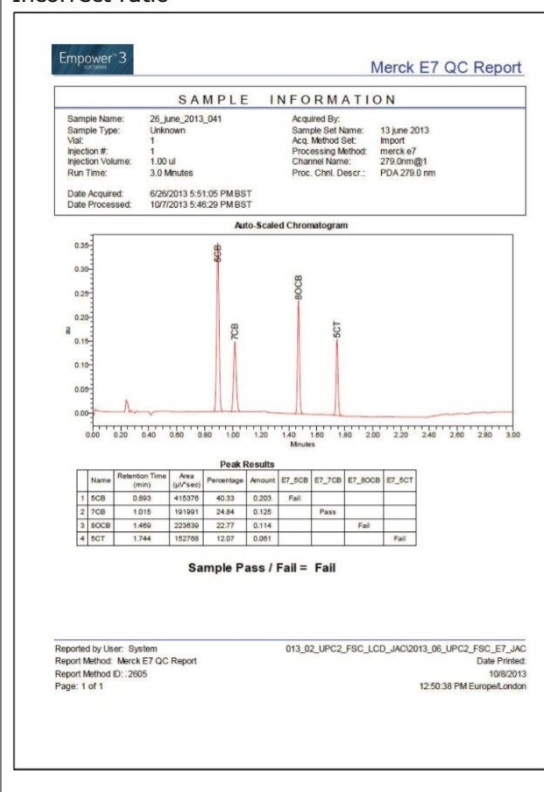 Incorrect ratio
Empower™3
SOFTWARE
Merck E7 QC Report
SAMPLE INFORMATION
Sample Name: 26_june_2013_041
Sample Type: Unknown
Vial: 1
Injection #: 1
Injection Volume: 1.00 ul
Run Time: 3.0 Minutes
Date Acquired: 6/26/2013 5:51:05 PM BST
Date Processed: 10/7/2013 5:46:29 PM BST
Acquired By:
Sample Set Name: 13 june 2013
Acq. Method Set: Import
Processing Method: merck e7
Channel Name: 279.0nm@1
Proc. Chnl. Descr.: PDA 279.0 nm
Auto-Scaled Chromatogram
au
0.35
0.30
0.25
0.20
0.15
0.10
0.05
0.00
5CB
7CB
8OCB
5CT
0.00 0.20 0.40 0.60 0.80 1.00 1.20 1.40 1.60 1.80 2.00 2.20 2.40 2.60 2.80 3.00
Minutes
Peak Results
Name Retention Time (min) Area (µV*sec) Percentage Amount E7_5CB E7_7CB E7_8OCB E7_5CT
1 5CB 0.893 415376 40.33 0.203 Fail
2 7CB 1.015 191991 24.84 0.125 Pass
3 8OCB 1.469 223639 22.77 0.114 Fail
4 5CT 1.744 152768 12.07 0.061 Fail
Sample Pass / Fail = Fail
Reported by User: System
Report Method: Merck E7 QC Report
Report Method ID: :2605
Page: 1 of 1
013_02_UPC2_FSC_LCD_JAC\2013_06_UPC2_FSC_E7_JAC
Date Printed:
10/8/2013
12:50:38 PM Europe/London